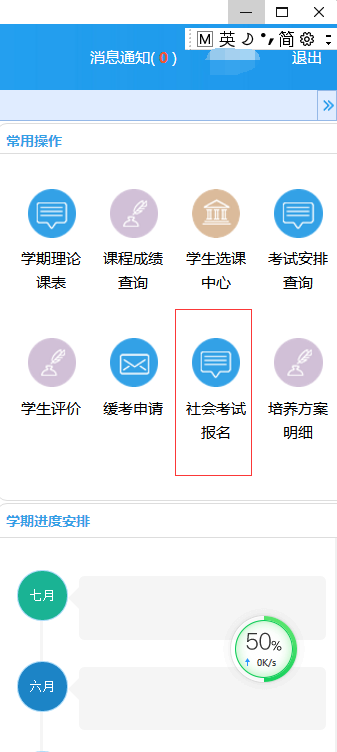 M 英 简
消息通知( 0 ) 退出
常用操作
学期理论
课表
课程成绩
查询
学生选课
中心
考试安排
查询
学生评价
缓考申请
社会考试
报名
培养方案
明细
学期进度安排
七月
50%
0K/s
六月